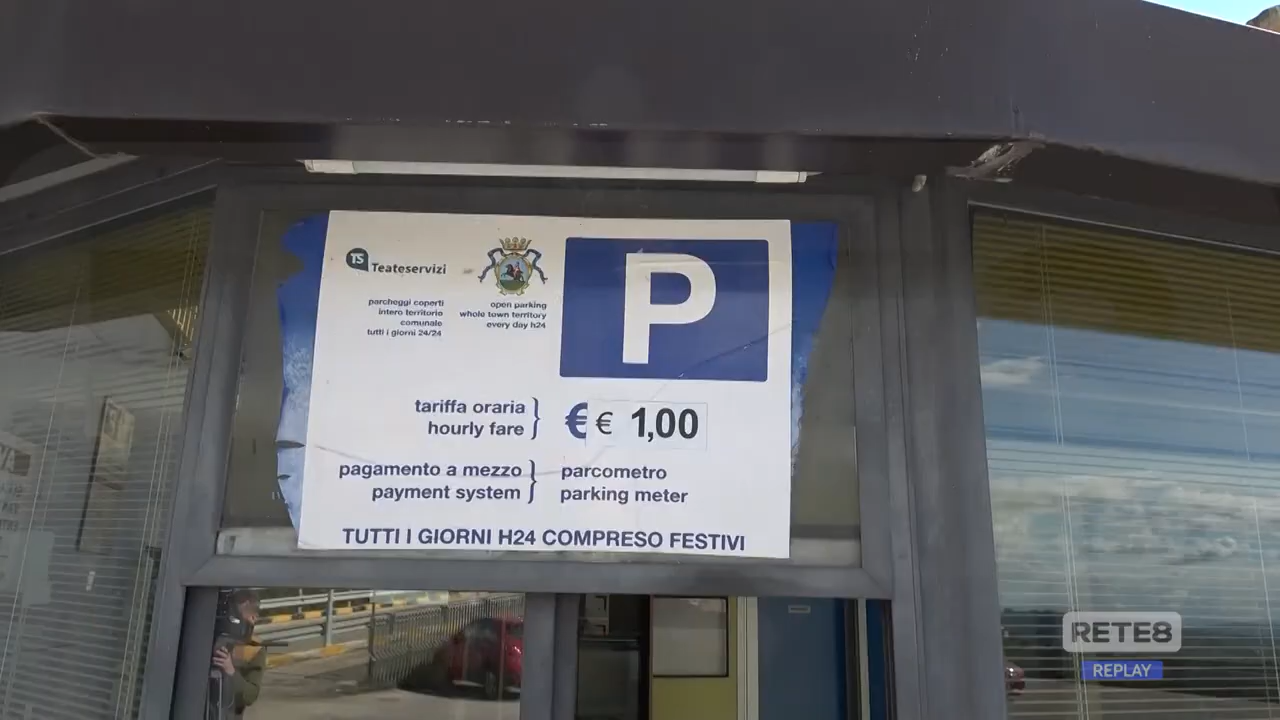 TS Teateservizi
parcheggi coperti
intero territorio
comunale
tutti i giorni 24/24
open parking
whole town territory
every day h24
P
tariffa oraria
hourly fare
€ € 1,00
pagamento a mezzo
payment system
parcometro
parking meter
TUTTI I GIORNI H24 COMPRESO FESTIVI
RETE8
REPLAY